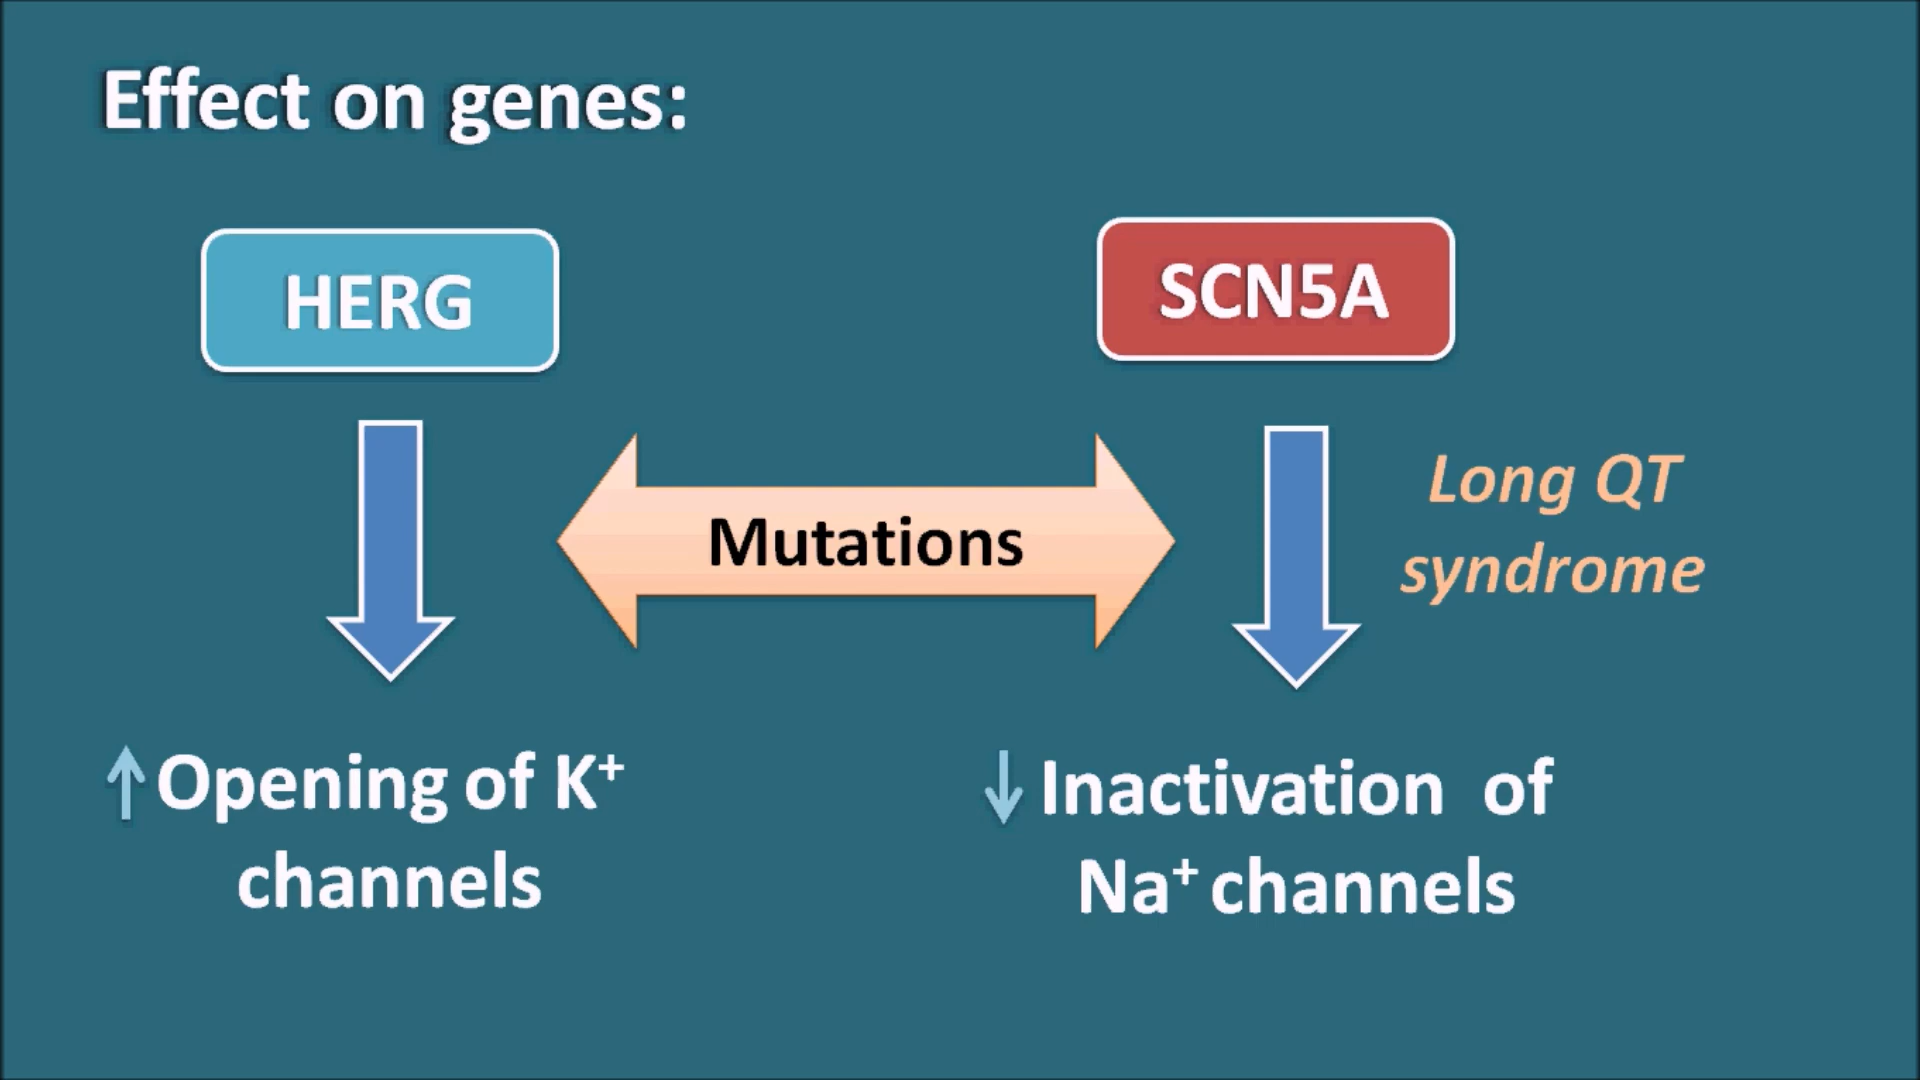 Effect on genes:
HERG
SCN5A
Mutations
Long QT
syndrome
↑ Opening of K⁺
channels
↓ Inactivation of
Na⁺ channels